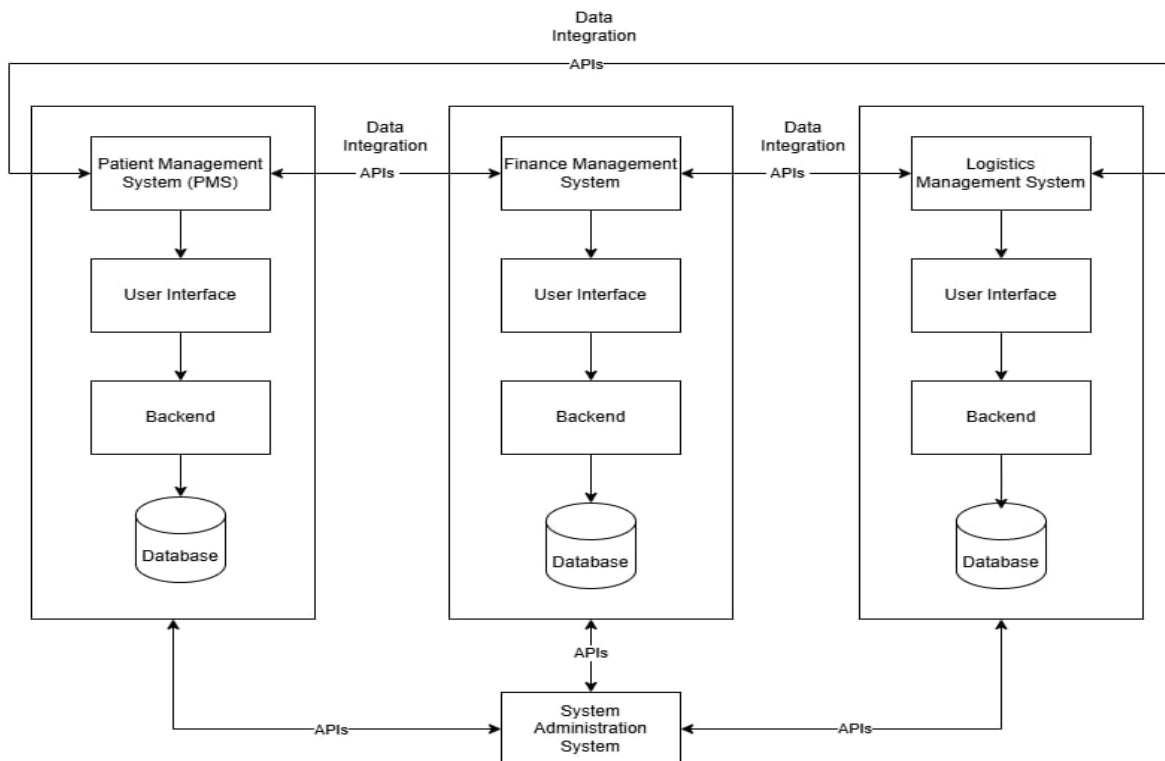 Data
Integration
APIs
Data
Integration
APIs
Data
Integration
APIs
Patient Management
System (PMS)
Finance Management
System
Logistics
Management System
User Interface
User Interface
User Interface
Backend
Backend
Backend
Database
Database
Database
APIs
APIs
APIs
System
Administration
System